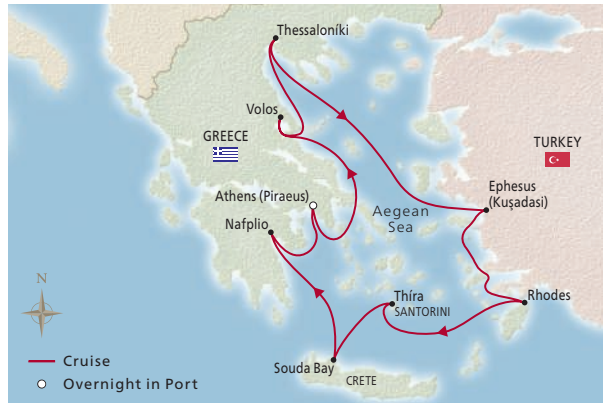 Thessaloníki
Volos
GREECE
TURKEY
Athens (Piraeus)
Ephesus
(Kuşadasi)
Aegean
Sea
Nafplio
N
Thíra
SANTORINI
Rhodes
Cruise
Souda Bay
CRETE
Overnight in Port